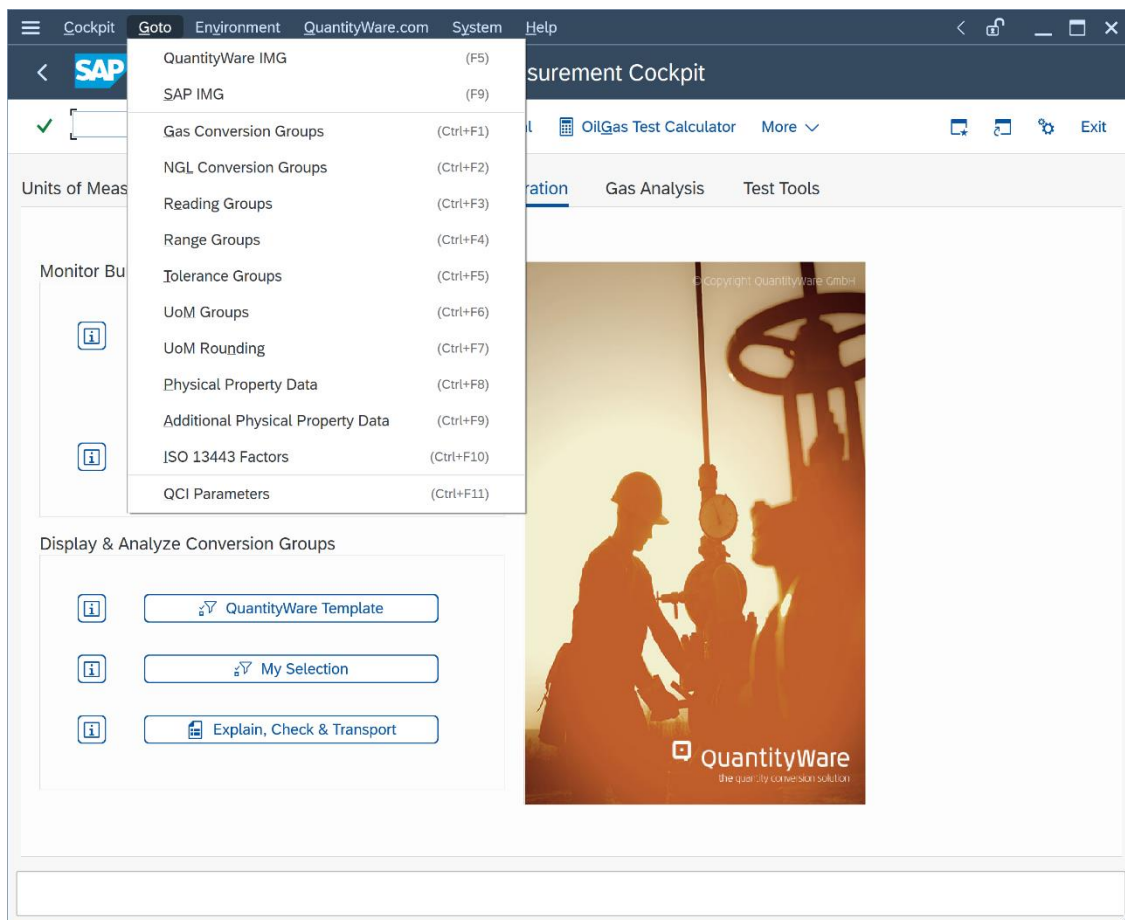 Cockpit Goto Environment QuantityWare.com System Help
SAP
surement Cockpit
QuantityWare IMG (F5)
SAP IMG (F9)
Gas Conversion Groups (Ctrl+F1)
NGL Conversion Groups (Ctrl+F2)
Reading Groups (Ctrl+F3)
Range Groups (Ctrl+F4)
Tolerance Groups (Ctrl+F5)
UoM Groups (Ctrl+F6)
UoM Rounding (Ctrl+F7)
Physical Property Data (Ctrl+F8)
Additional Physical Property Data (Ctrl+F9)
ISO 13443 Factors (Ctrl+F10)
QCI Parameters (Ctrl+F11)
OilGas Test Calculator More Exit
Units of Meas
ration Gas Analysis Test Tools
Monitor Bu
© Copyright QuantityWare GmbH
Display & Analyze Conversion Groups
QuantityWare Template
My Selection
Explain, Check & Transport
QuantityWare
the quantity conversion solution